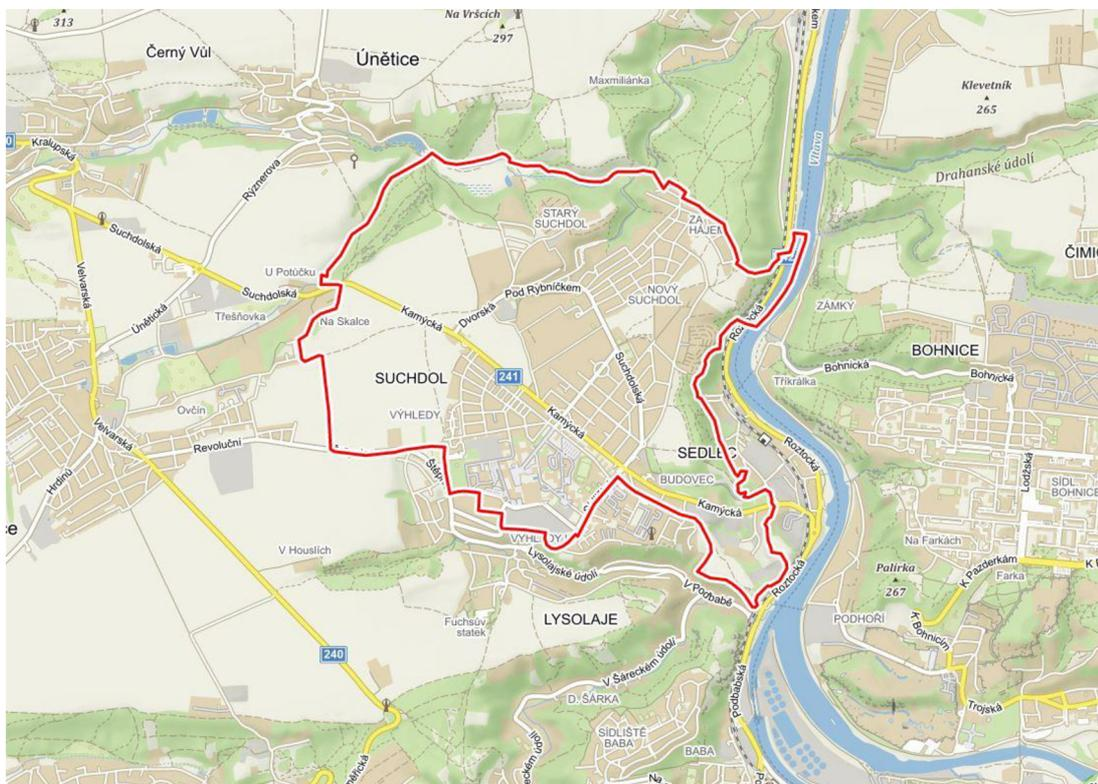 313
Na Vršcích
297
Černý Vůl
Únětice
Maxmiliánka
Klevetník
265
Vltava
Kralupská
Rýznerova
Drahanské údolí
STARÝ
SUCHDOL
ZA
HÁJEM
Suchdolská
ČIMIC
U Potůčku
Velvarská
Suchdolská
Pod Rybníčkem
NOVÝ
SUCHDOL
ZÁMKY
Únětická
Třešňovka
Na Skalce
Kamýcká
Dvorská
Roztocká
BOHNICE
Bohnická
Bohnická
Tříkrálka
SUCHDOL
241
Suchdolská
Ovčín
VÝHLEDY
Kamýcká
Velvarská
Revoluční
Roztocká
SEDLEC
Lodžská
Hrdinů
BUDOVEC
SÍDL
BOHNICE
Kamýcká
Na Farkách
V Houslích
VÝHLEDY
Lysolajské údolí
K Pazderkám
Farka
Palírka
267
V Podbabě
Roztocká
Fuchsův
statek
LYSOLAJE
PODHOŘÍ
K Bohnicím
240
V Šáreckém údolí
Podbabská
D. ŠÁRKA
Trojská
SÍDLIŠTĚ
BABA
BABA
Na